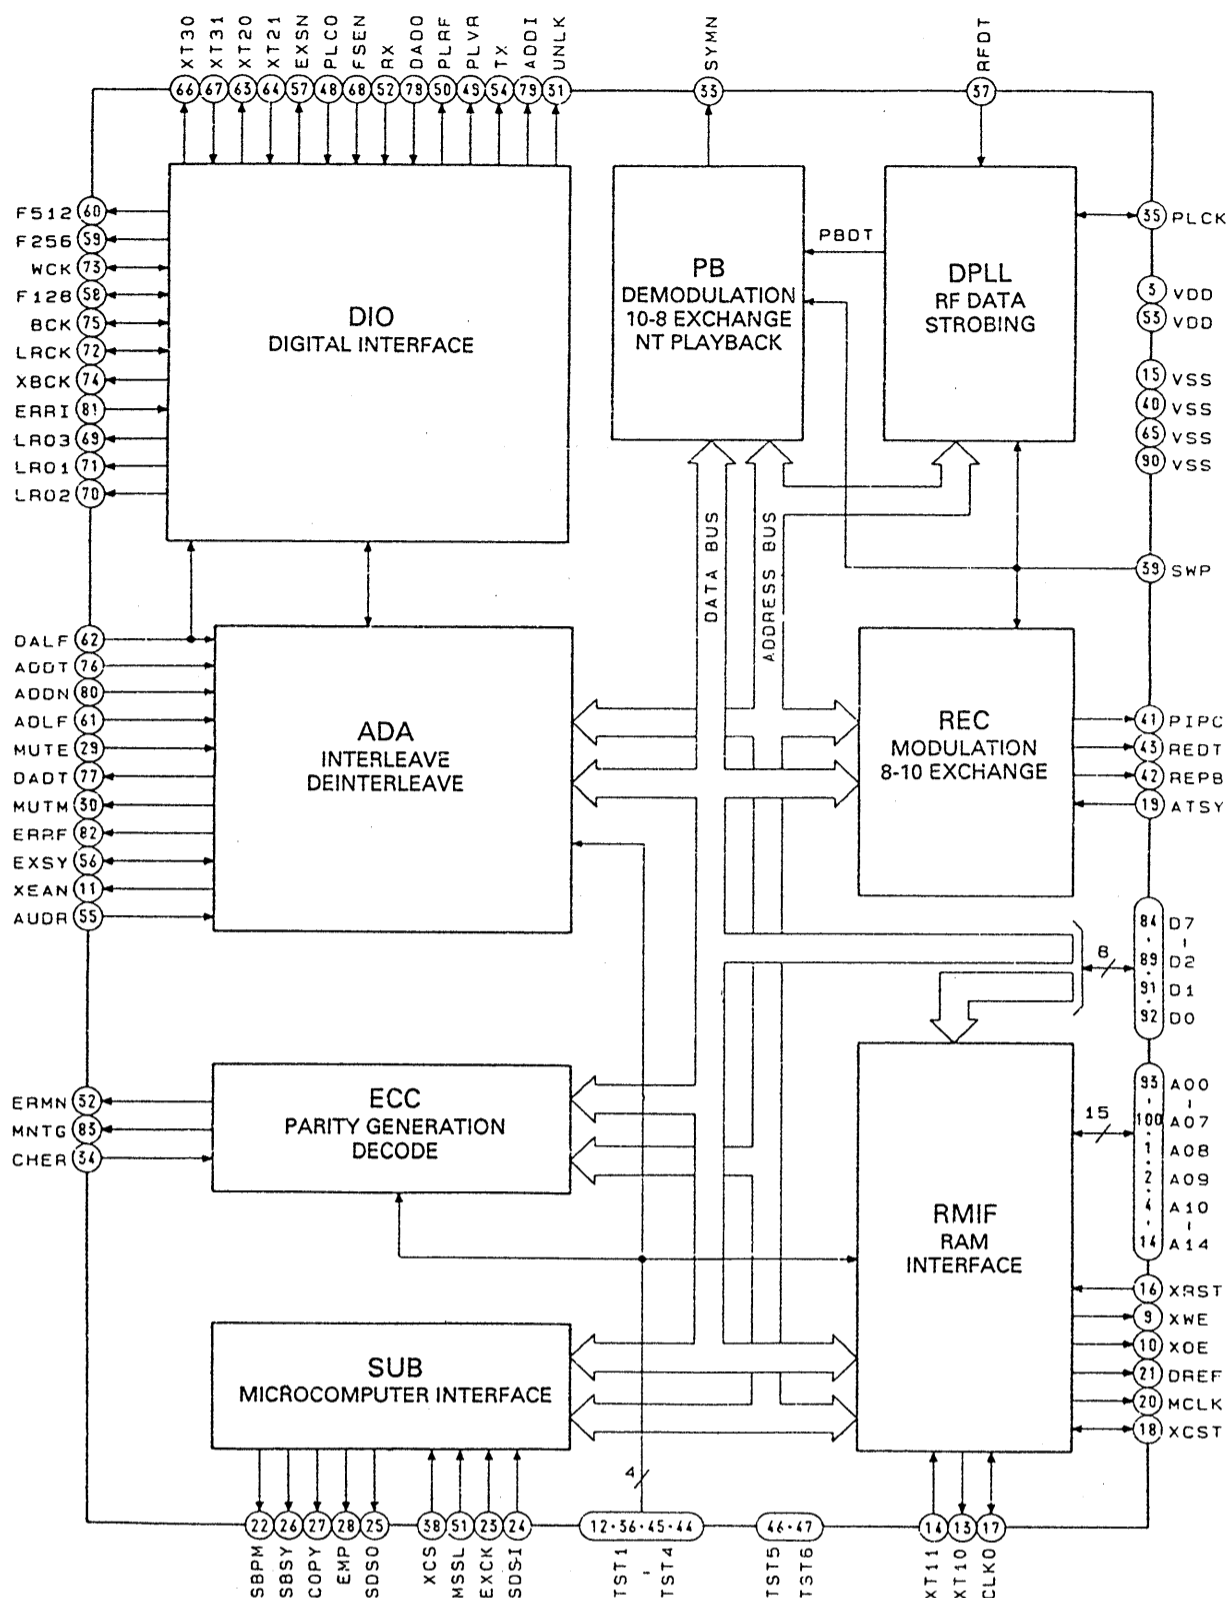 XT30 XT31 XT20 XT21 EXSN PLCO FSEN RX DADO PLRF PLVR TX ADDI UNLK SYMN RFDT
66 67 63 64 57 48 68 52 78 50 49 54 79 51 33 37
F512 60
F256 59
WCK 73
F128 58
BCK 75
LRCK 72
XBCK 74
ERRI 81
LRO3 69
LRO1 71
LRO2 70
DIO
DIGITAL INTERFACE
PB
DEMODULATION
10-8 EXCHANGE
NT PLAYBACK
PBDT
DPLL
RF DATA
STROBING
35 PLCK
3 VDD
53 VDD
15 VSS
40 VSS
65 VSS
90 VSS
39 SWP
DATA BUS
ADDRESS BUS
DALF 62
ADDT 76
ADDN 80
ADLF 61
MUTE 29
DADT 77
MUTM 30
ERRF 82
EXSY 56
XEAN 11
AUDR 55
ADA
INTERLEAVE
DEINTERLEAVE
REC
MODULATION
8-10 EXCHANGE
41 PIPC
43 REDT
42 REPB
19 ATSY
8
84 D7
89 D2
91 D1
92 D0
ERMN 32
MNTG 83
CHER 34
ECC
PARITY GENERATION
DECODE
RMIF
RAM
INTERFACE
15
93 A00
100 A07
1 A08
2 A09
4 A10
14 A14
16 XRST
9 XWE
10 XOE
21 DREF
20 MCLK
18 XCST
SUB
MICROCOMPUTER INTERFACE
4
22 26 27 28 25 38 51 23 24 12·36·45·44 46·47 14 13 17
SBPM SBSY COPY EMP SDSO XCS MSSL EXCK SDSI TST1 - TST4 TST5 TST6 XT11 XT10 CLKO